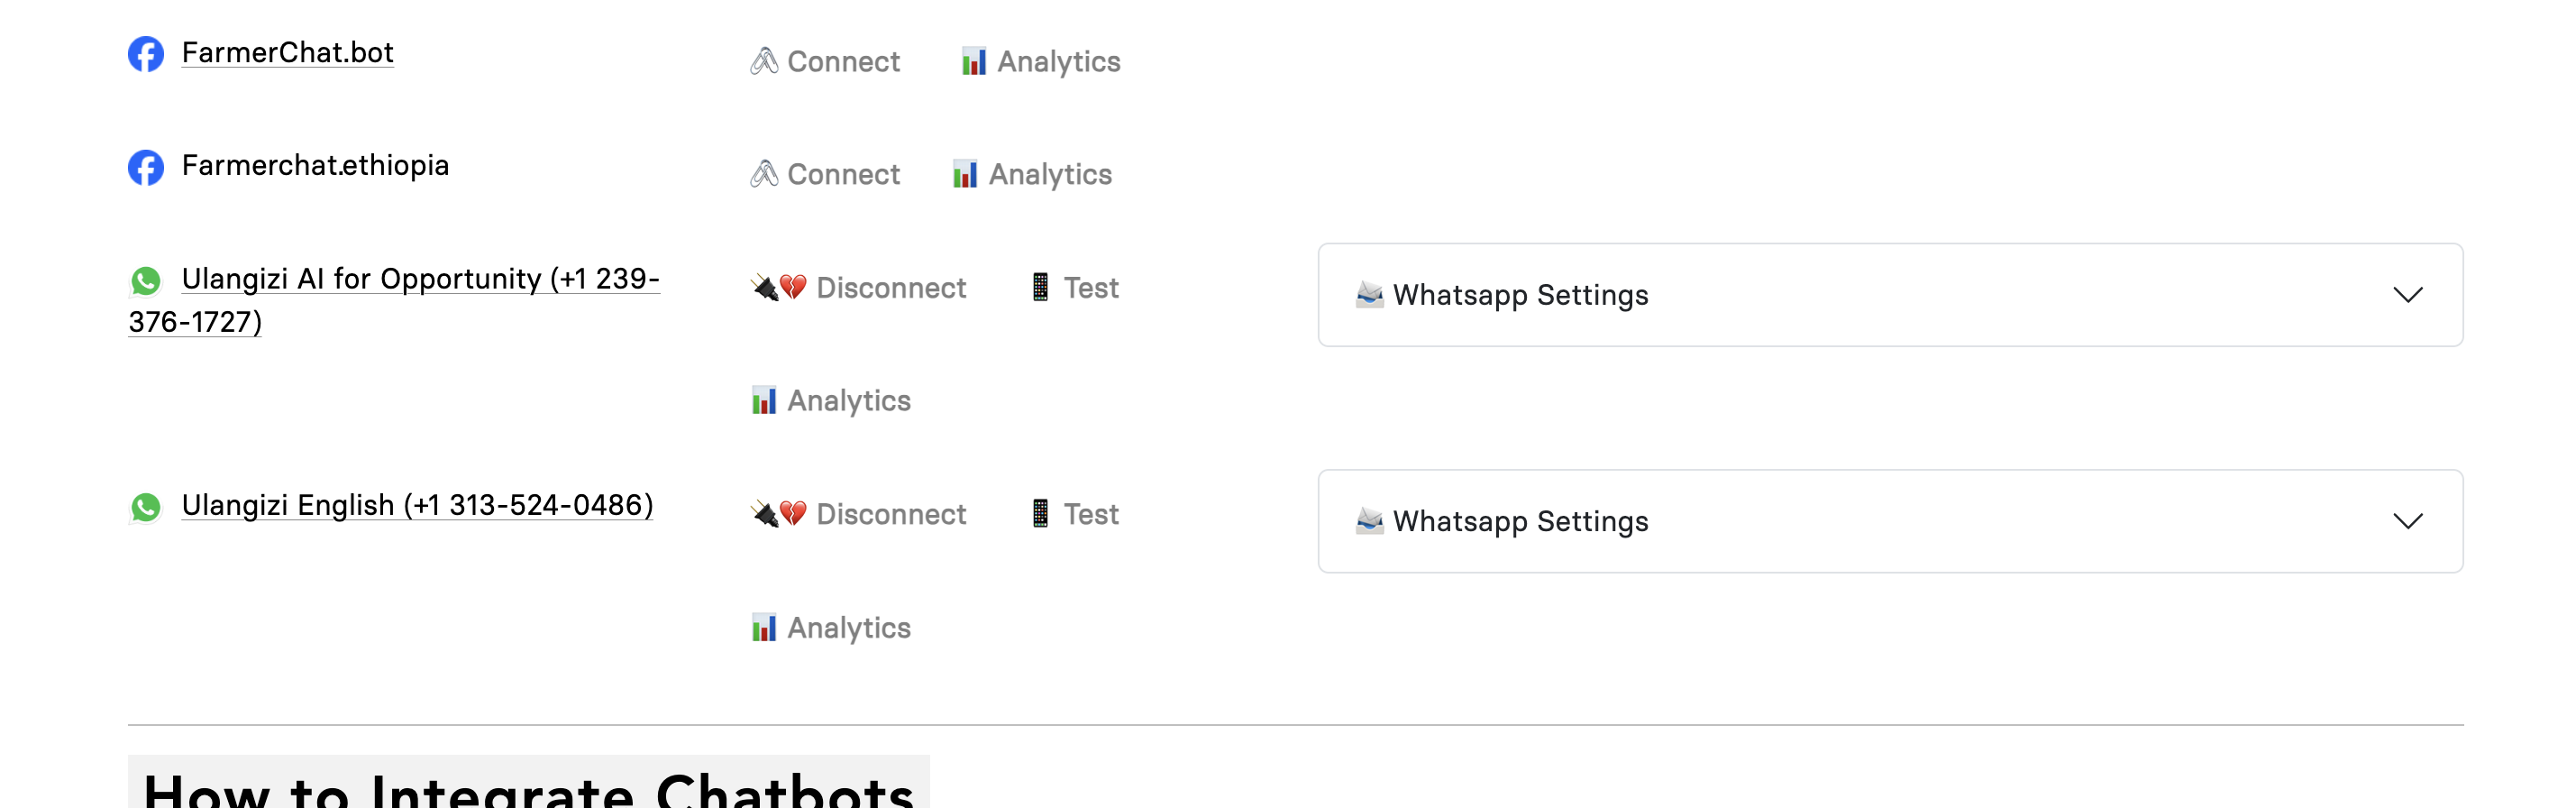 FarmerChat.bot
Connect
Analytics
Farmerchat.ethiopia
Connect
Analytics
Ulangizi AI for Opportunity (+1 239-
376-1727)
Disconnect
Test
Whatsapp Settings
Analytics
Ulangizi English (+1 313-524-0486)
Disconnect
Test
Whatsapp Settings
Analytics
How to Integrate Chatbots